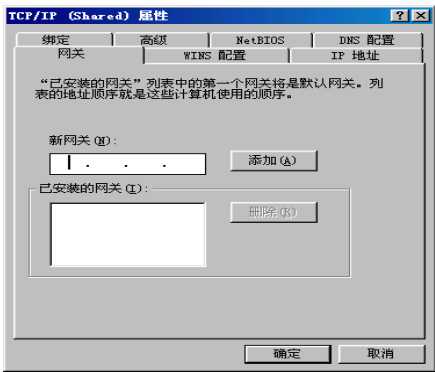 TCP/IP (Shared) 属性
绑定 高级 NetBIOS DNS 配置
网关 WINS 配置 IP 地址
“已安装的网关”列表中的第一个网关将是默认网关。列
表的地址顺序就是这些计算机使用的顺序。
新网关(N):
. . .
添加(A)
已安装的网关(I):
删除(R)
确定 取消